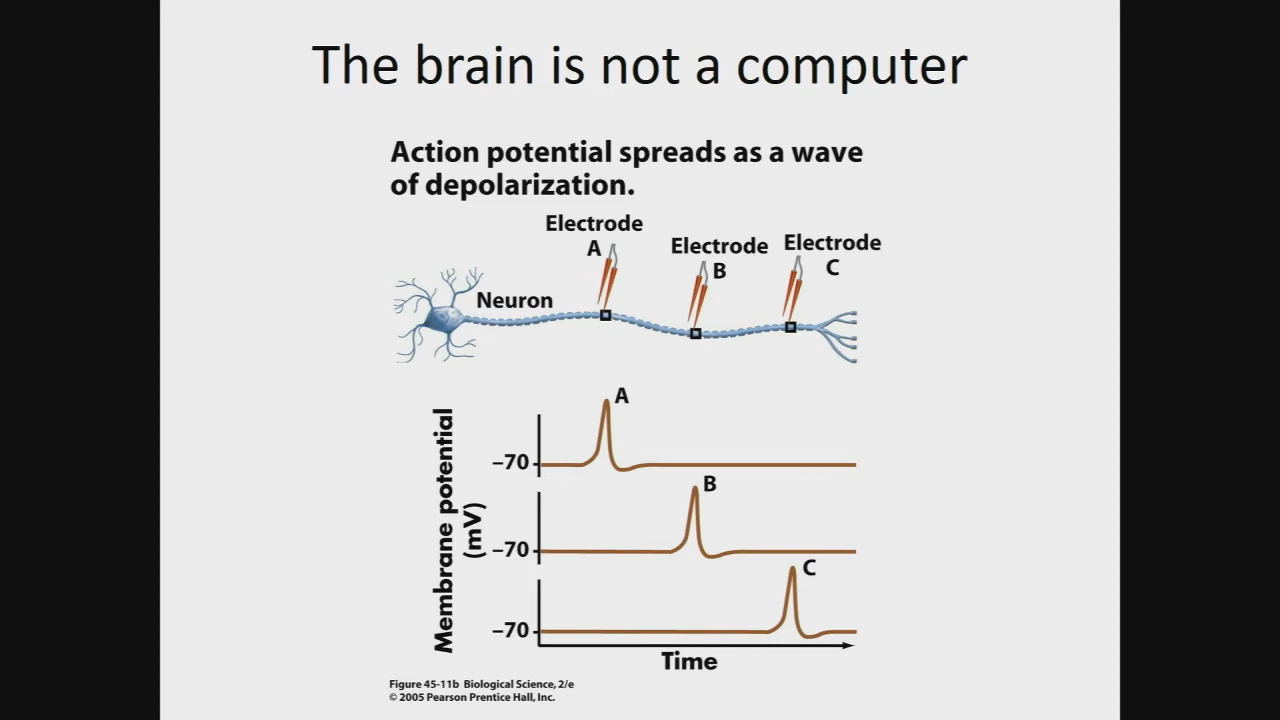 The brain is not a computer
Action potential spreads as a wave
of depolarization.
Electrode
A
Electrode
B
Electrode
C
Neuron
A
–70
B
–70
C
–70
Membrane potential
(mV)
Time
Figure 45-11b Biological Science, 2/e
© 2005 Pearson Prentice Hall, Inc.